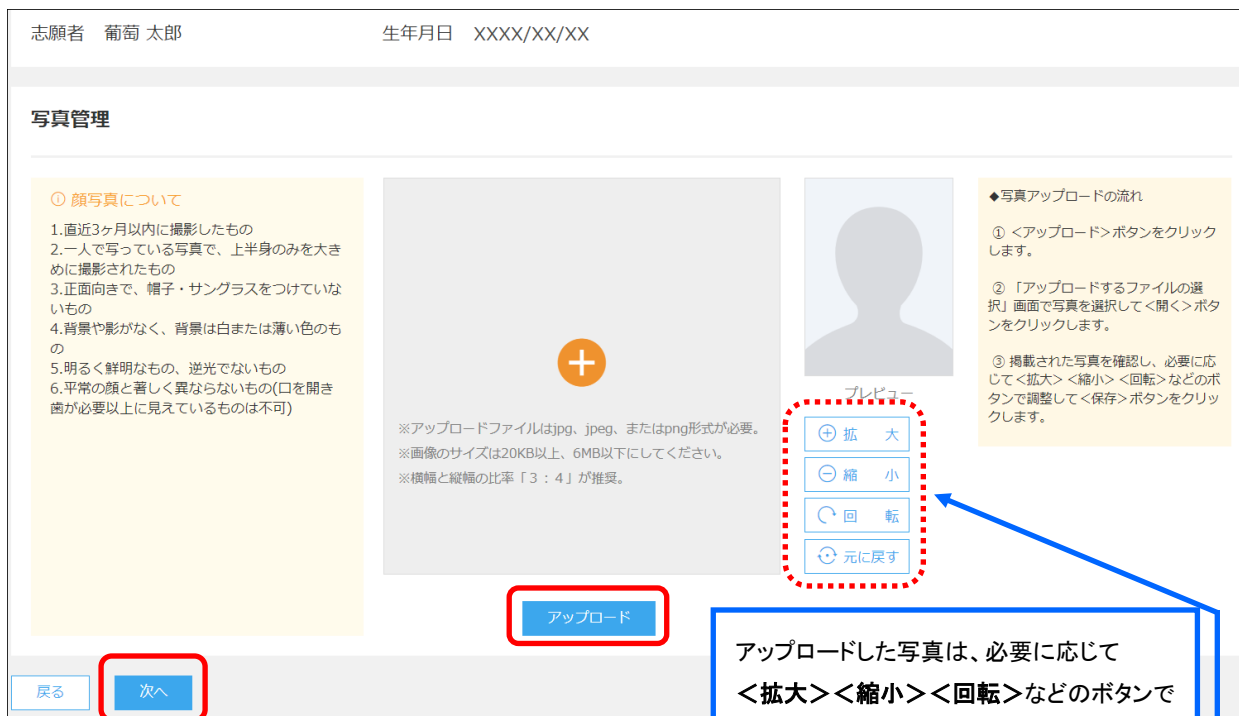 志願者 葡萄 太郎 生年月日 XXXX/XX/XX
写真管理
顔写真について
1.直近3ヶ月以内に撮影したもの
2.一人で写っている写真で、上半身のみを大き
めに撮影されたもの
3.正面向きで、帽子・サングラスをつけていな
いもの
4.背景や影がなく、背景は白または薄い色のも
の
5.明るく鮮明なもの、逆光でないもの
6.平常の顔と著しく異ならないもの(口を開き
歯が必要以上に見えているものは不可)
※アップロードファイルはjpg、jpeg、またはpng形式が必要。
※画像のサイズは20KB以上、6MB以下にしてください。
※横幅と縦幅の比率「3:4」が推奨。
アップロード
プレビュー
拡 大
縮 小
回 転
元に戻す
◆写真アップロードの流れ
① <アップロード>ボタンをクリック
します。
② 「アップロードするファイルの選
択」画面で写真を選択して<開く>ボタ
ンをクリックします。
③ 掲載された写真を確認し、必要に応
じて<拡大> <縮小> <回転>などのボ
タンで調整して<保存>ボタンをクリッ
クします。
アップロードした写真は、必要に応じて
<拡大><縮小><回転>などのボタンで
戻る 次へ